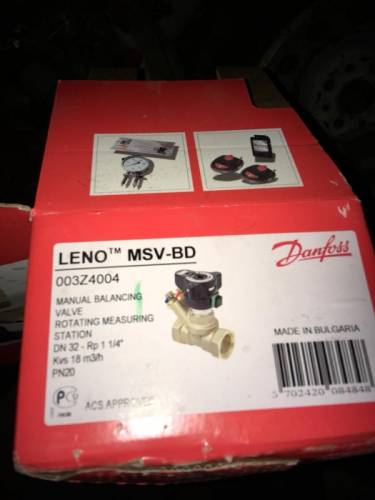 LENO™ MSV-BD
003Z4004
MANUAL BALANCING
VALVE
ROTATING MEASURING
STATION
DN 32 - Rp 1 1/4"
Kvs 18 m3/h
PN20
ACS APPROVED
Danfoss
MADE IN BULGARIA
5 702420 084848